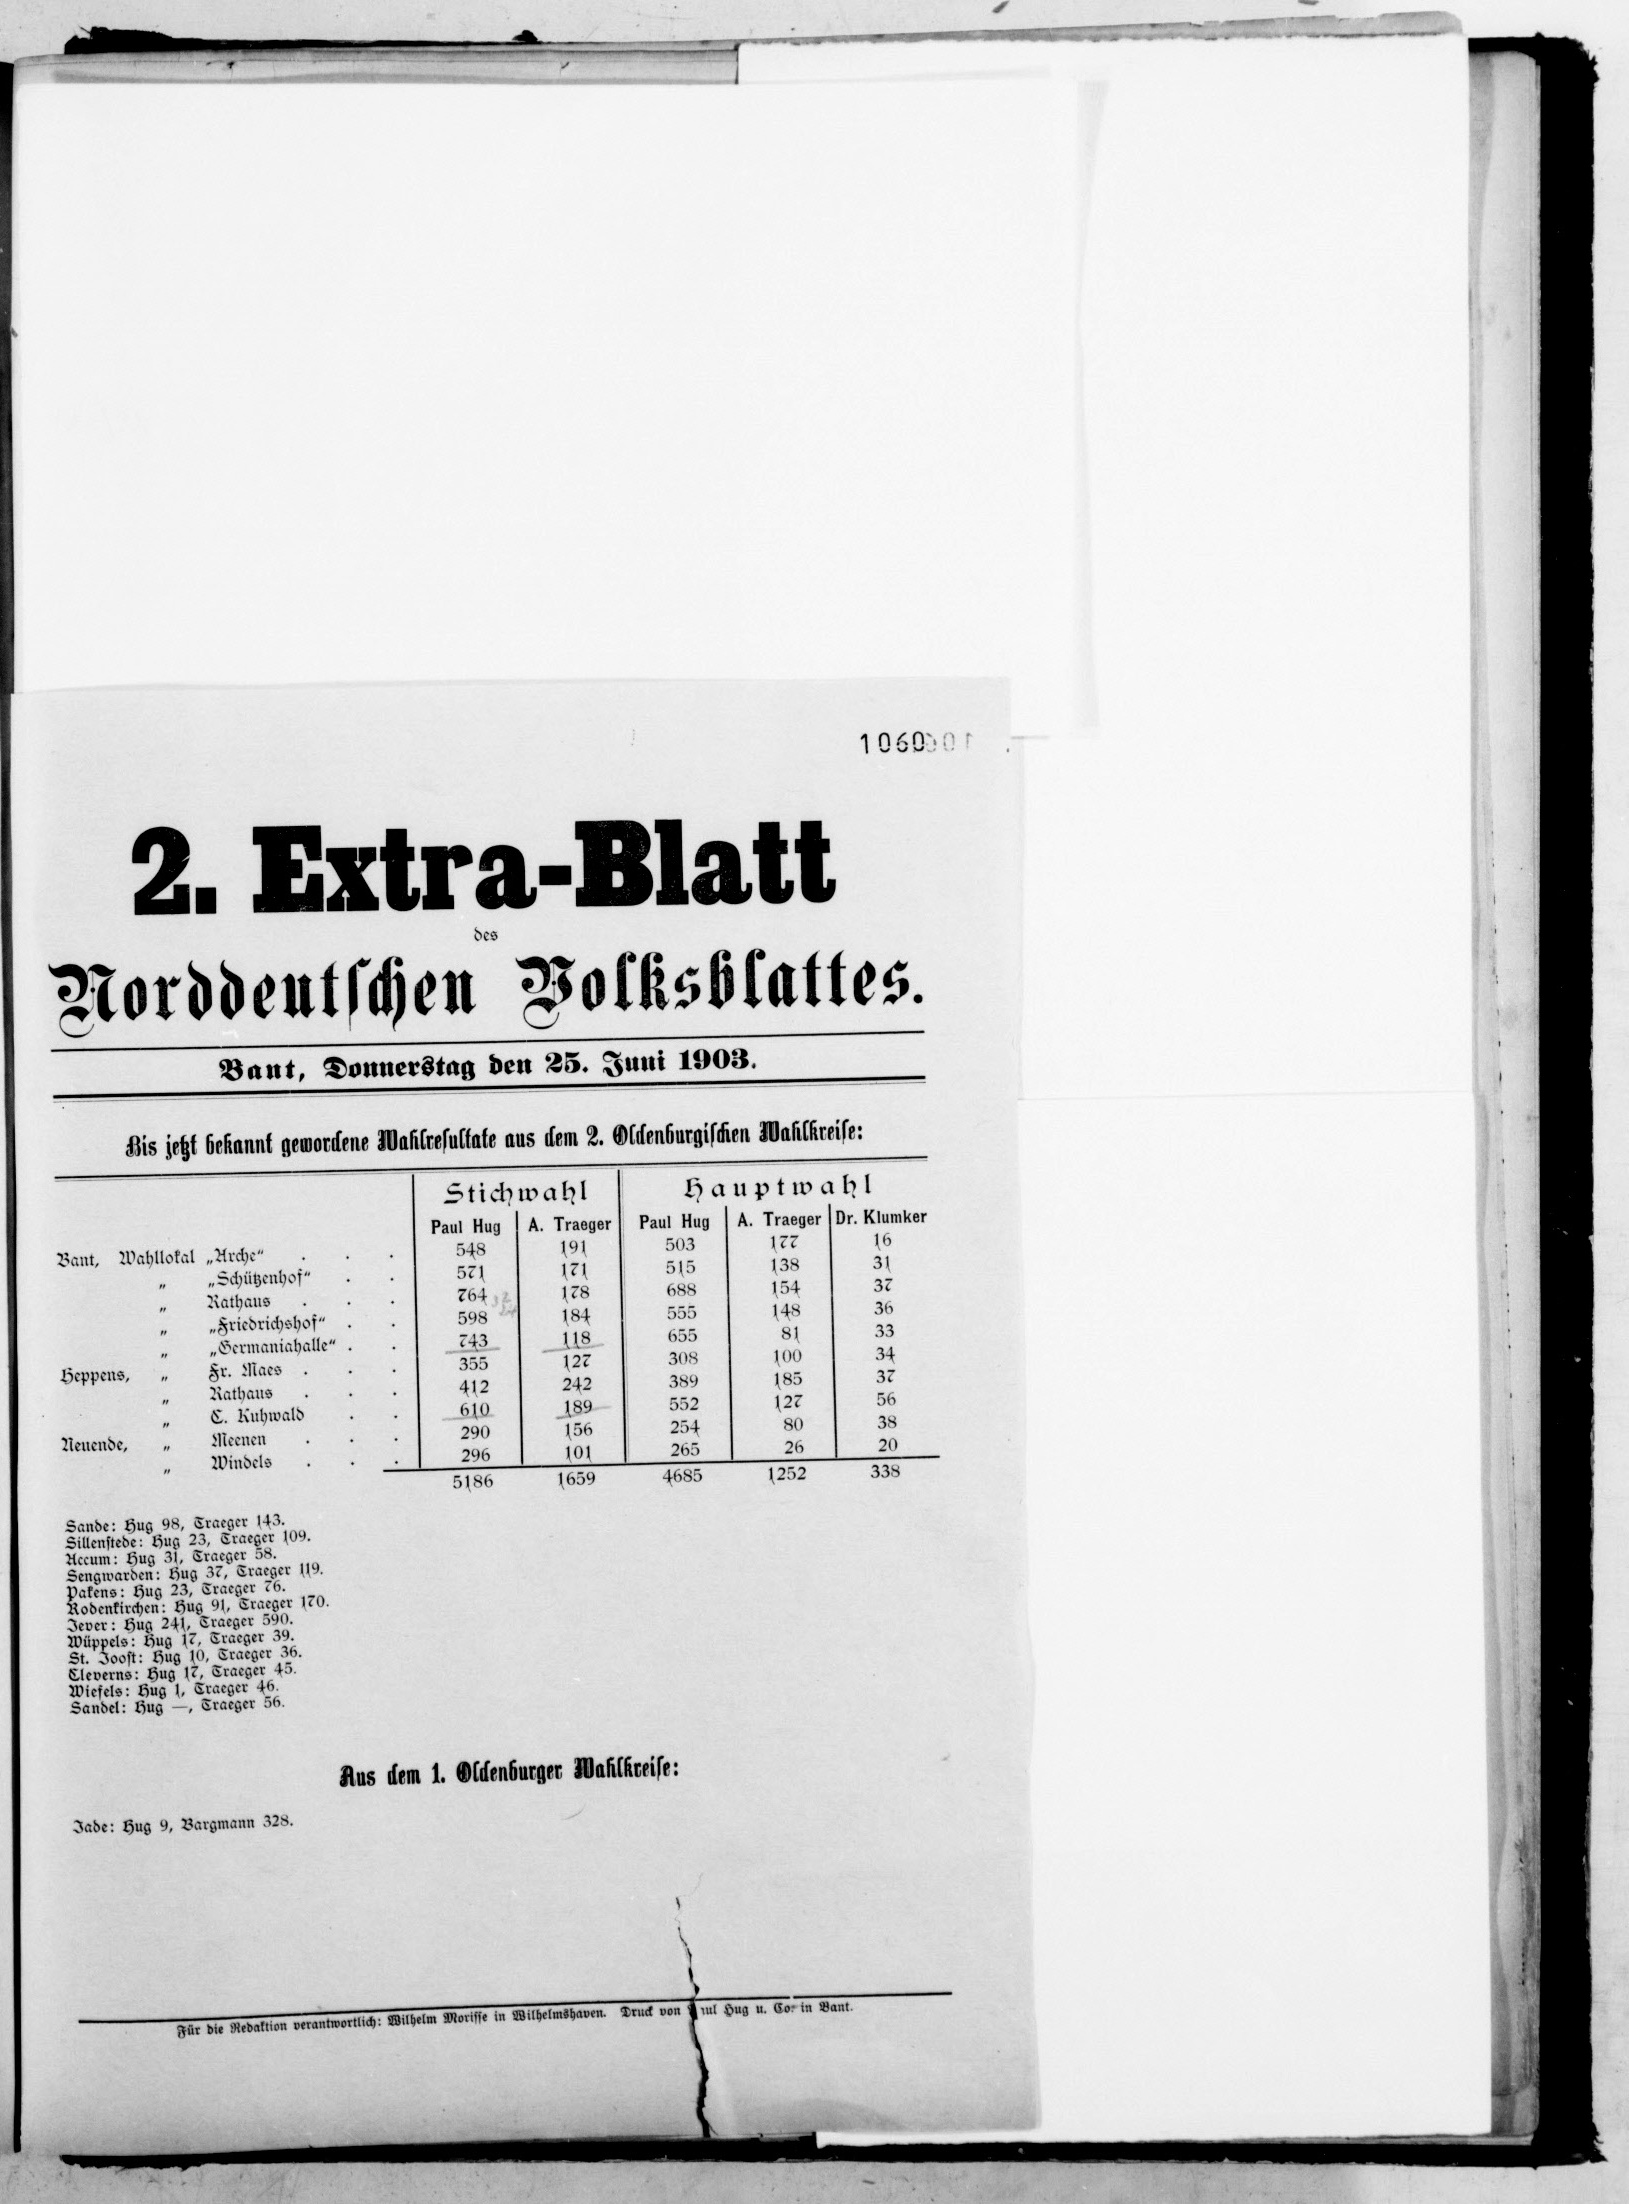 1060
2. Extra-Blatt
des
Norddeutschen Volksblattes.
Bant, Donnerstag den 25. Juni 1903.
Bis jetzt bekannt gewordene Wahlresultate aus dem 2. Oldenburgischen Wahlkreise:
Stichwahl Hauptwahl
Paul Hug A. Traeger Paul Hug A. Traeger Dr. Klumker
Bant, Wahllokal „Arche“ . . . 548 191 503 177 16
„ „Schützenhof“ . . 571 171 515 138 31
„ Rathaus . . . 764 178 688 154 37
„ „Friedrichshof“ . . 598 184 555 148 36
„ „Germaniahalle“ . . 743 118 655 81 33
Heppens, „ Fr. Maes . . . 355 127 308 100 34
„ Rathaus . . . 412 242 389 185 37
„ C. Kuhwald . . 610 189 552 127 56
Neuende, „ Meenen . . . 290 156 254 80 38
„ Windels . . . 296 101 265 26 20
5186 1659 4685 1252 338
Sande: Hug 98, Traeger 143.
Sillenstede: Hug 23, Traeger 109.
Accum: Hug 31, Traeger 58.
Sengwarden: Hug 37, Traeger 119.
Pakens: Hug 23, Traeger 76.
Rodenkirchen: Hug 91, Traeger 170.
Jever: Hug 241, Traeger 590.
Wüppels: Hug 17, Traeger 39.
St. Joost: Hug 10, Traeger 36.
Cleverns: Hug 17, Traeger 45.
Wiefels: Hug 1, Traeger 46.
Sandel: Hug —, Traeger 56.
Aus dem 1. Oldenburger Wahlkreise:
Jade: Hug 9, Bargmann 328.
Für die Redaktion verantwortlich: Wilhelm Morisse in Wilhelmshaven. Druck von Paul Hug u. Co. in Bant.